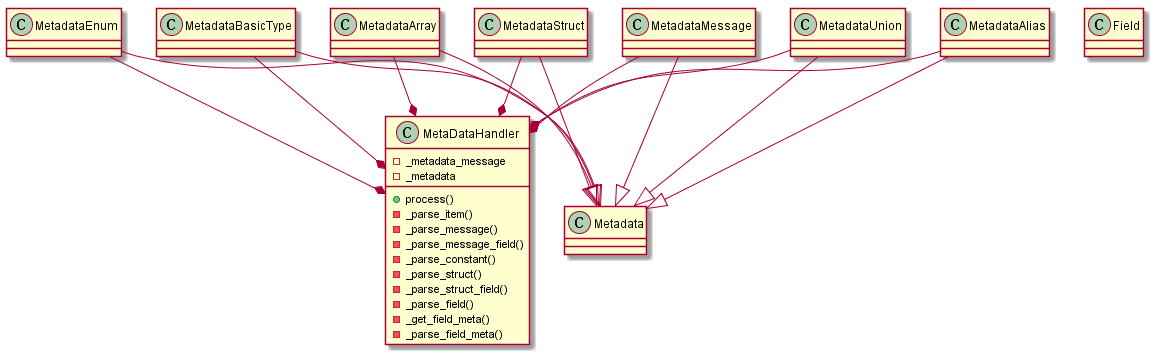 C MetadataEnum
C MetadataBasicType
C MetadataArray
C MetadataStruct
C MetadataMessage
C MetadataUnion
C MetadataAlias
C Field
C MetaDataHandler
_metadata_message
_metadata
process()
_parse_item()
_parse_message()
_parse_message_field()
_parse_constant()
_parse_struct()
_parse_struct_field()
_parse_field()
_get_field_meta()
_parse_field_meta()
C Metadata